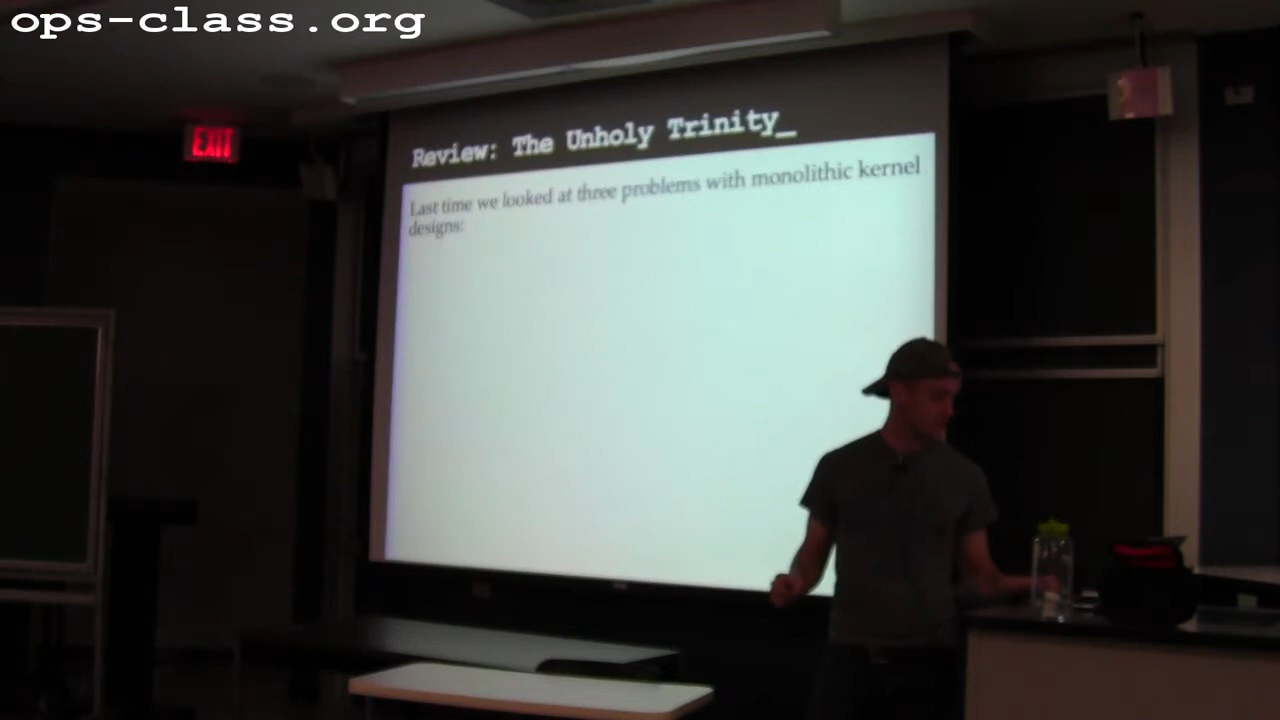 ops-class.org
EXIT
Review: The Unholy Trinity_
Last time we looked at three problems with monolithic kernel
designs: